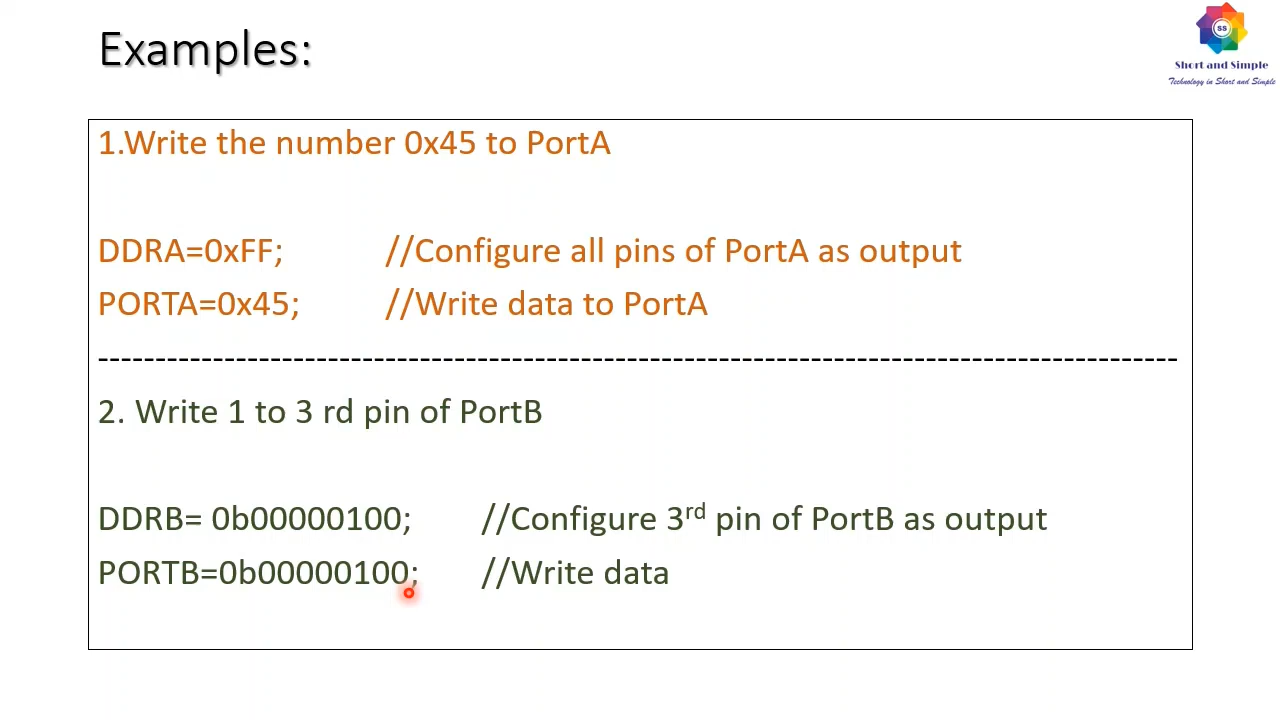 Examples:
SS
Short and Simple
Technology in Short and Simple
1.Write the number 0x45 to PortA
DDRA=0xFF; //Configure all pins of PortA as output
PORTA=0x45; //Write data to PortA
---------------------------------------------------------------------------------------------
2. Write 1 to 3 rd pin of PortB
DDRB= 0b00000100; //Configure 3rd pin of PortB as output
PORTB=0b00000100; //Write data